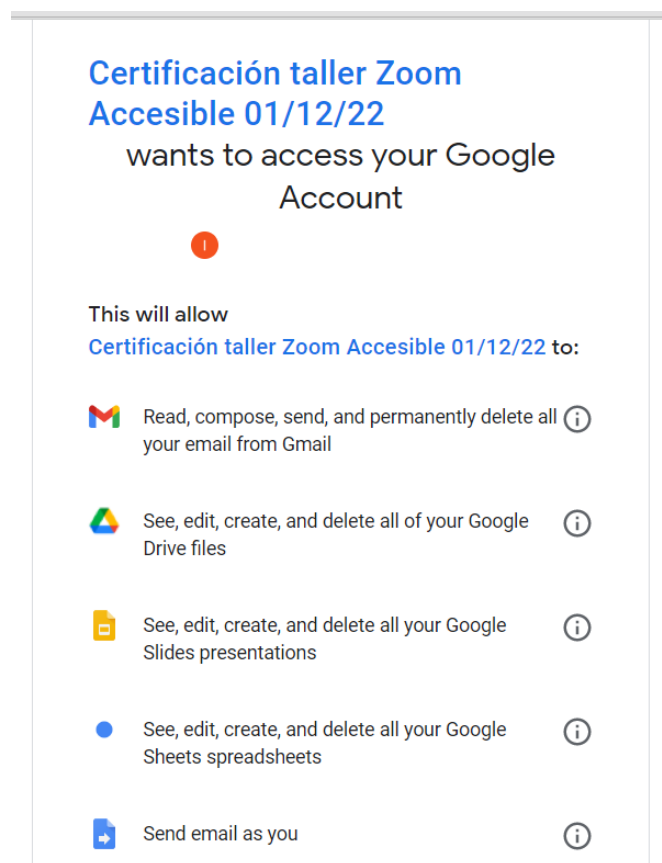 Certificación taller Zoom
Accesible 01/12/22
wants to access your Google
Account
I
This will allow
Certificación taller Zoom Accesible 01/12/22 to:
Read, compose, send, and permanently delete all
your email from Gmail
See, edit, create, and delete all of your Google
Drive files
See, edit, create, and delete all your Google
Slides presentations
See, edit, create, and delete all your Google
Sheets spreadsheets
Send email as you